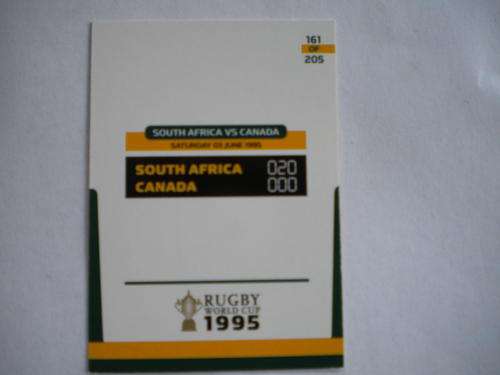 161
OF
205
SOUTH AFRICA VS CANADA
SATURDAY 03 JUNE 1995
SOUTH AFRICA 020
CANADA 000
RUGBY
WORLD CUP
1995